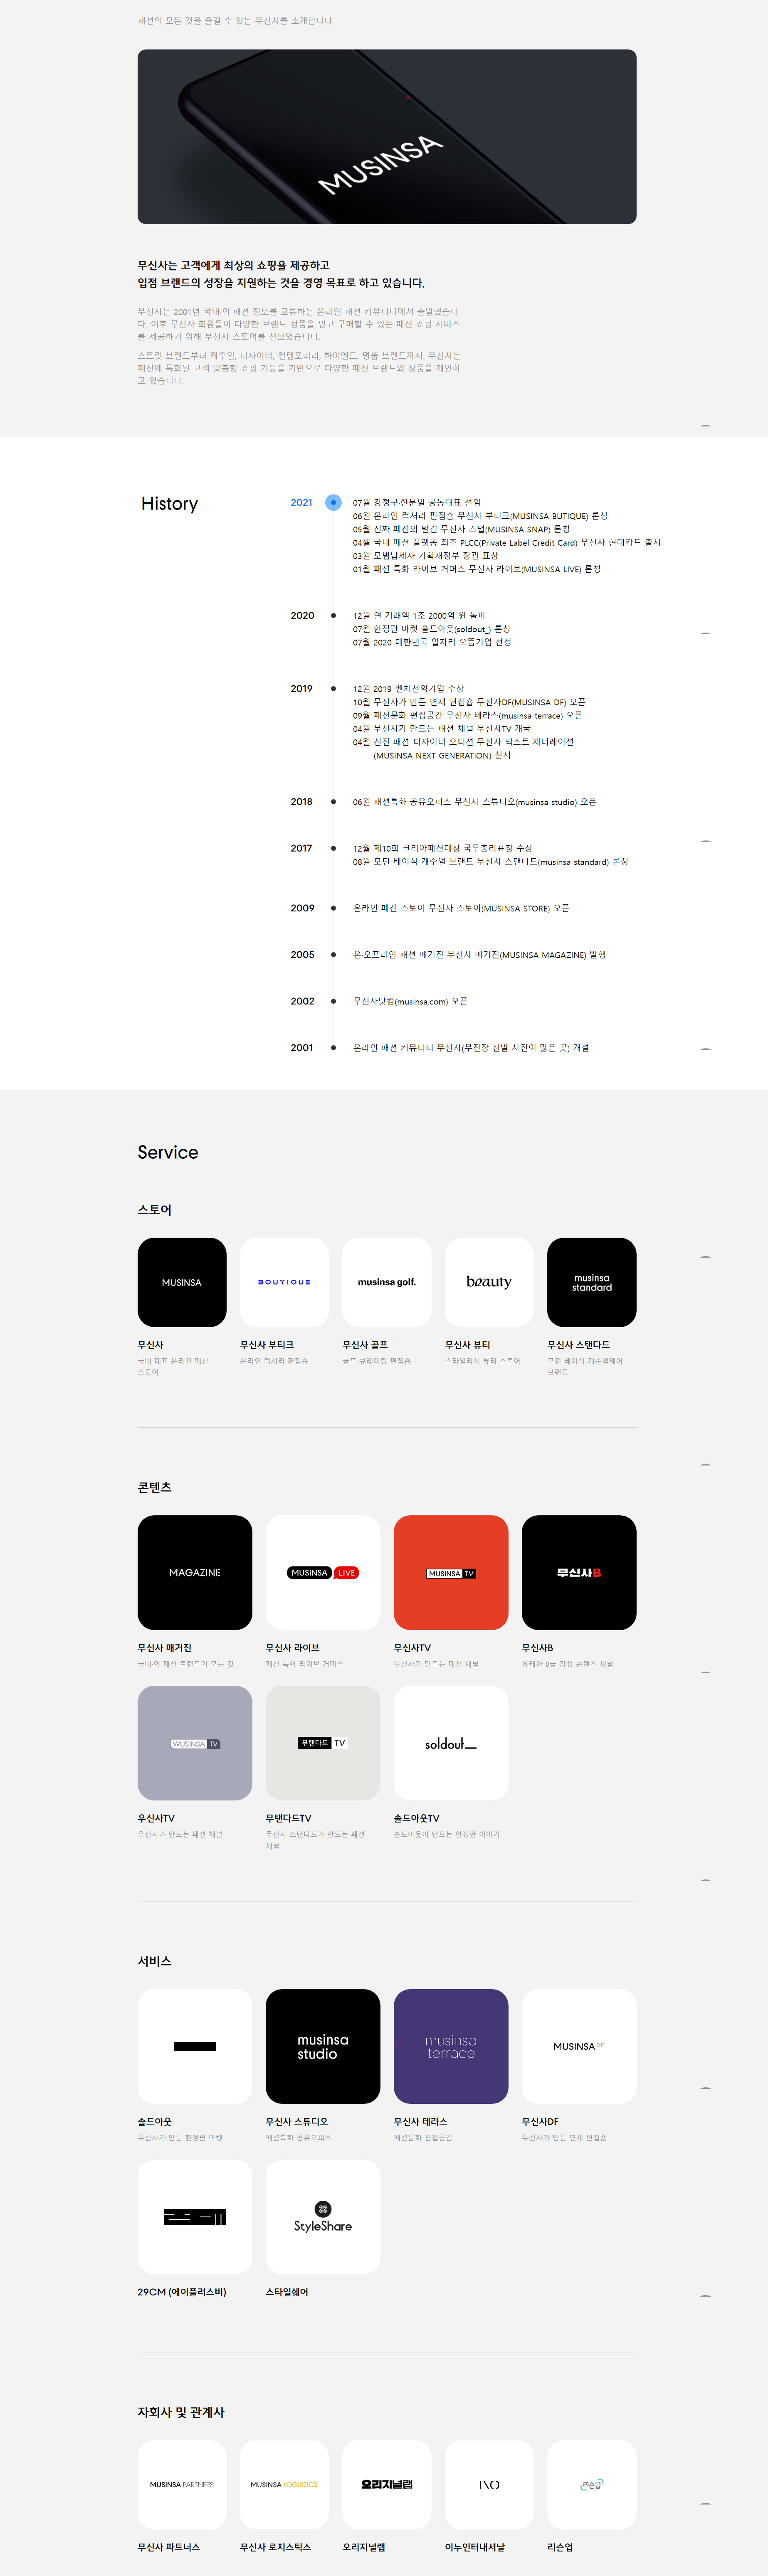 패션의 모든 것을 즐길 수 있는 무신사를 소개합니다
MUSINSA
무신사는 고객에게 최상의 쇼핑을 제공하고
입점 브랜드의 성장을 지원하는 것을 경영 목표로 하고 있습니다.
무신사는 2001년 국내·외 패션 정보를 교류하는 온라인 패션 커뮤니티에서 출발했습니
다. 이후 무신사 회원들이 다양한 브랜드 정품을 믿고 구매할 수 있는 패션 쇼핑 서비스
를 제공하기 위해 무신사 스토어를 선보였습니다.
스트릿 브랜드부터 캐주얼, 디자이너, 컨템포러리, 하이엔드, 명품 브랜드까지. 무신사는
패션에 특화된 고객 맞춤형 쇼핑 기능을 기반으로 다양한 패션 브랜드와 상품을 제안하
고 있습니다.
History
2021
07월 강정구·한문일 공동대표 선임
06월 온라인 럭셔리 편집숍 무신사 부티크(MUSINSA BUTIQUE) 론칭
05월 진짜 패션의 발견 무신사 스냅(MUSINSA SNAP) 론칭
04월 국내 패션 플랫폼 최초 PLCC(Private Label Credit Card) 무신사 현대카드 출시
03월 모범납세자 기획재정부 장관 표창
01월 패션 특화 라이브 커머스 무신사 라이브(MUSINSA LIVE) 론칭
2020
12월 연 거래액 1조 2000억 원 돌파
07월 한정판 마켓 솔드아웃(soldout_) 론칭
07월 2020 대한민국 일자리 으뜸기업 선정
2019
12월 2019 벤처천억기업 수상
10월 무신사가 만든 면세 편집숍 무신사DF(MUSINSA DF) 오픈
09월 패션문화 편집공간 무신사 테라스(musinsa terrace) 오픈
04월 무신사가 만드는 패션 채널 무신사TV 개국
04월 신진 패션 디자이너 오디션 무신사 넥스트 제너레이션
(MUSINSA NEXT GENERATION) 실시
2018
06월 패션특화 공유오피스 무신사 스튜디오(musinsa studio) 오픈
2017
12월 제10회 코리아패션대상 국무총리표창 수상
08월 모던 베이식 캐주얼 브랜드 무신사 스탠다드(musinsa standard) 론칭
2009
온라인 패션 스토어 무신사 스토어(MUSINSA STORE) 오픈
2005
온·오프라인 패션 매거진 무신사 매거진(MUSINSA MAGAZINE) 발행
2002
무신사닷컴(musinsa.com) 오픈
2001
온라인 패션 커뮤니티 무신사(무진장 신발 사진이 많은 곳) 개설
Service
스토어
MUSINSA
BOUTIQUE
musinsa golf.
beauty
musinsa
standard
무신사
국내 대표 온라인 패션
스토어
무신사 부티크
온라인 럭셔리 편집숍
무신사 골프
골프 큐레이팅 편집숍
무신사 뷰티
스타일리시 뷰티 스토어
무신사 스탠다드
모던 베이식 캐주얼웨어
브랜드
콘텐츠
MAGAZINE
MUSINSA LIVE
MUSINSA TV
무신사B
무신사 매거진
국내·외 패션 트렌드의 모든 것
무신사 라이브
패션 특화 라이브 커머스
무신사TV
무신사가 만드는 패션 채널
무신사B
유쾌한 B급 감성 콘텐츠 채널
WUSINSA TV
무탠다드 TV
soldout_
우신사TV
우신사가 만드는 패션 채널
무탠다드TV
무신사 스탠다드가 만드는 패션
채널
솔드아웃TV
솔드아웃이 만드는 한정판 이야기
서비스
musinsa
studio
musinsa
terrace
MUSINSA DF
솔드아웃
무신사가 만든 한정판 마켓
무신사 스튜디오
패션특화 공유오피스
무신사 테라스
패션문화 편집공간
무신사DF
무신사가 만든 면세 편집숍
StyleShare
29CM (에이플러스비)
스타일쉐어
자회사 및 관계사
MUSINSA PARTNERS
MUSINSA LOGISTICS
오리지널랩
리슨업
무신사 파트너스
무신사 로지스틱스
오리지널랩
이누인터내셔날
리슨업